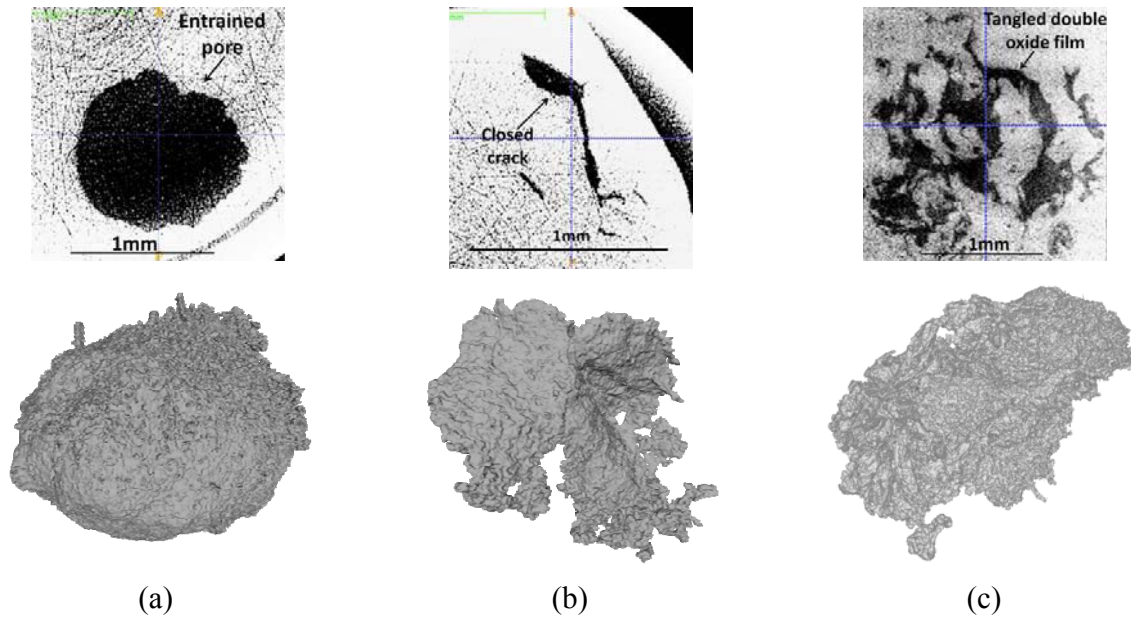 Entrained
pore
1mm
Closed
crack
1mm
Tangled double
oxide film
1mm
(a)
(b)
(c)